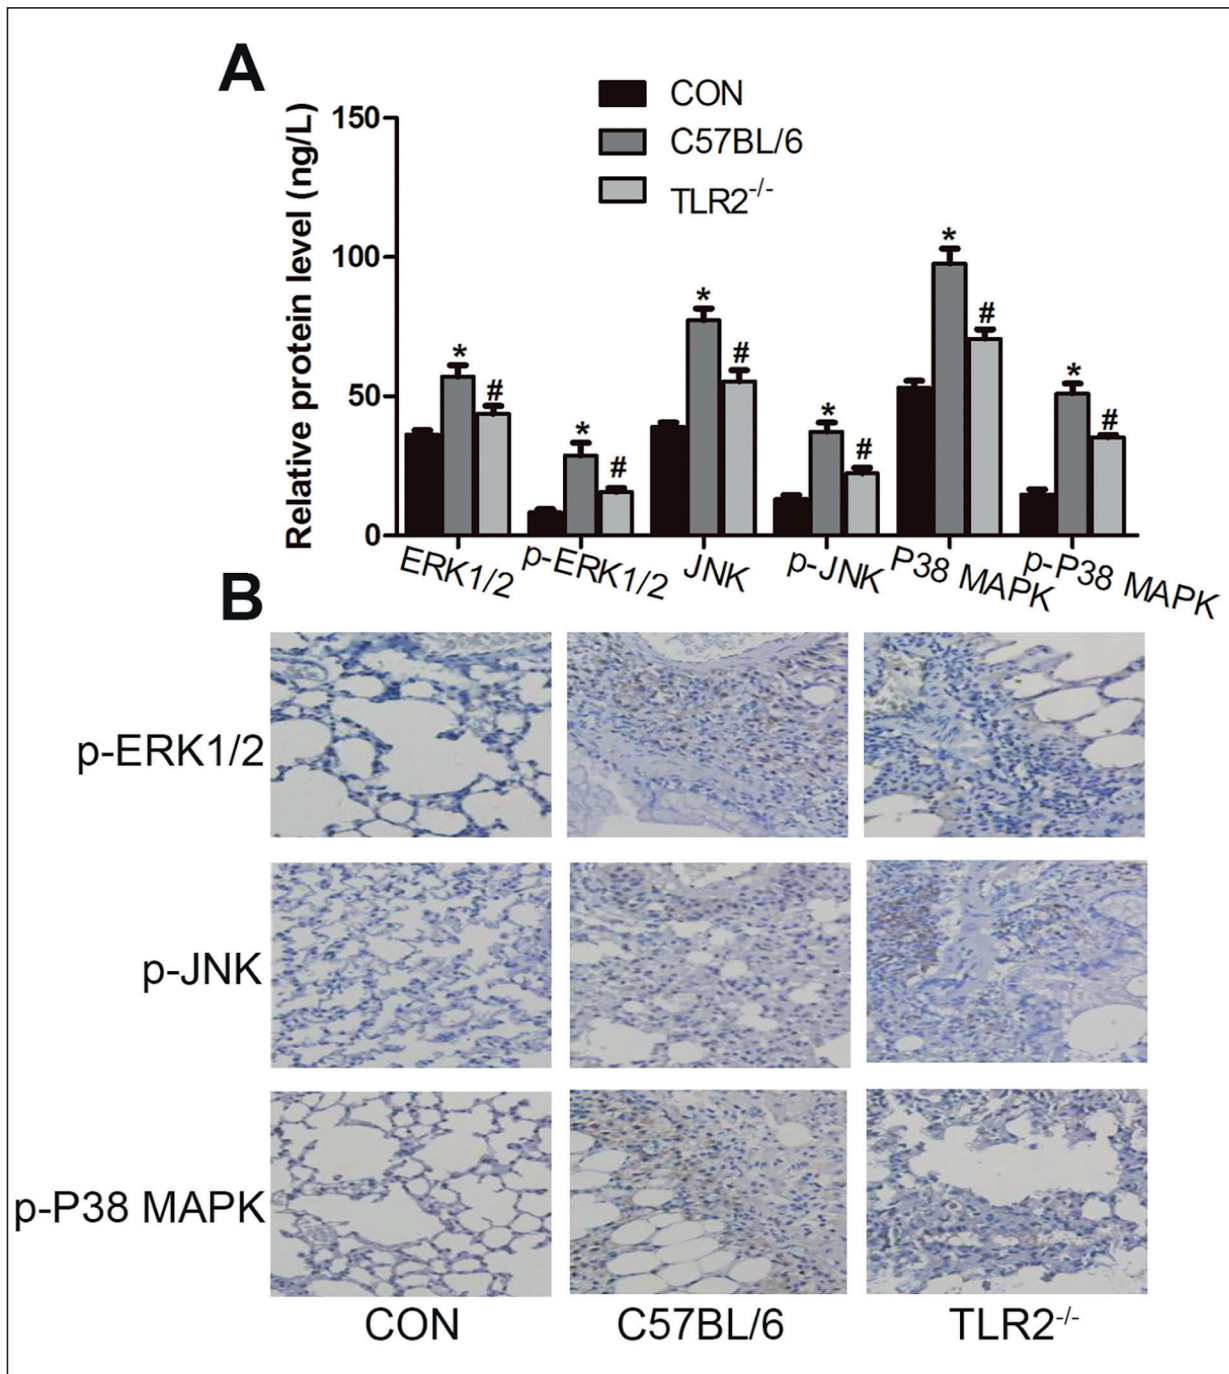 A
CON
C57BL/6
TLR2-/-
Relative protein level (ng/L)
150
100
50
0
* # * # * # * # * # * #
ERK1/2 p-ERK1/2 JNK p-JNK P38 MAPK p-P38 MAPK
B
p-ERK1/2
p-JNK
p-P38 MAPK
CON C57BL/6 TLR2-/-